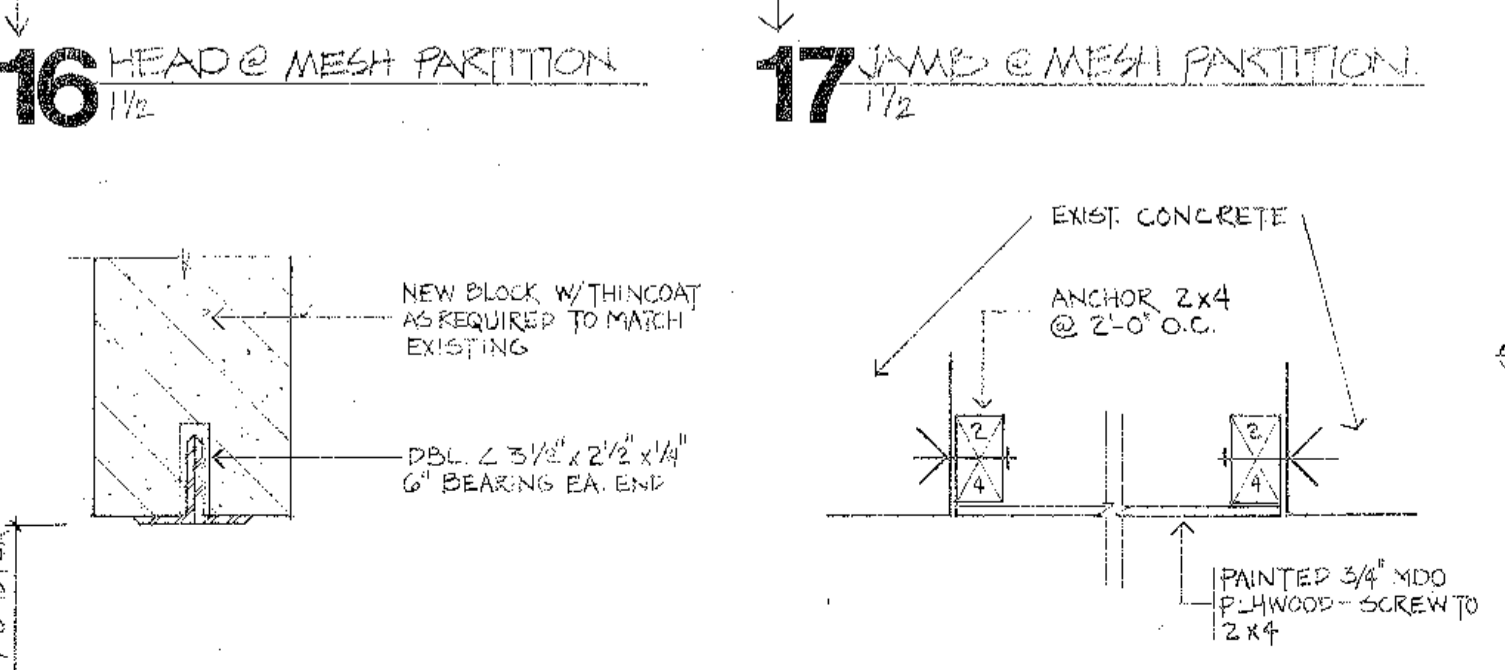 16 HEAD @ MESH PARTITION
1 1/2
17 JAMB @ MESH PARTITION
1 1/2
NEW BLOCK W/ THINCOAT
AS REQUIRED TO MATCH
EXISTING
DBL. ∠ 3 1/2" x 2 1/2" x 1/4"
6" BEARING EA. END
EXIST. CONCRETE
ANCHOR 2x4
@ 2'-0" O.C.
2
4
2
4
PAINTED 3/4" MDO
PLYWOOD - SCREW TO
2x4